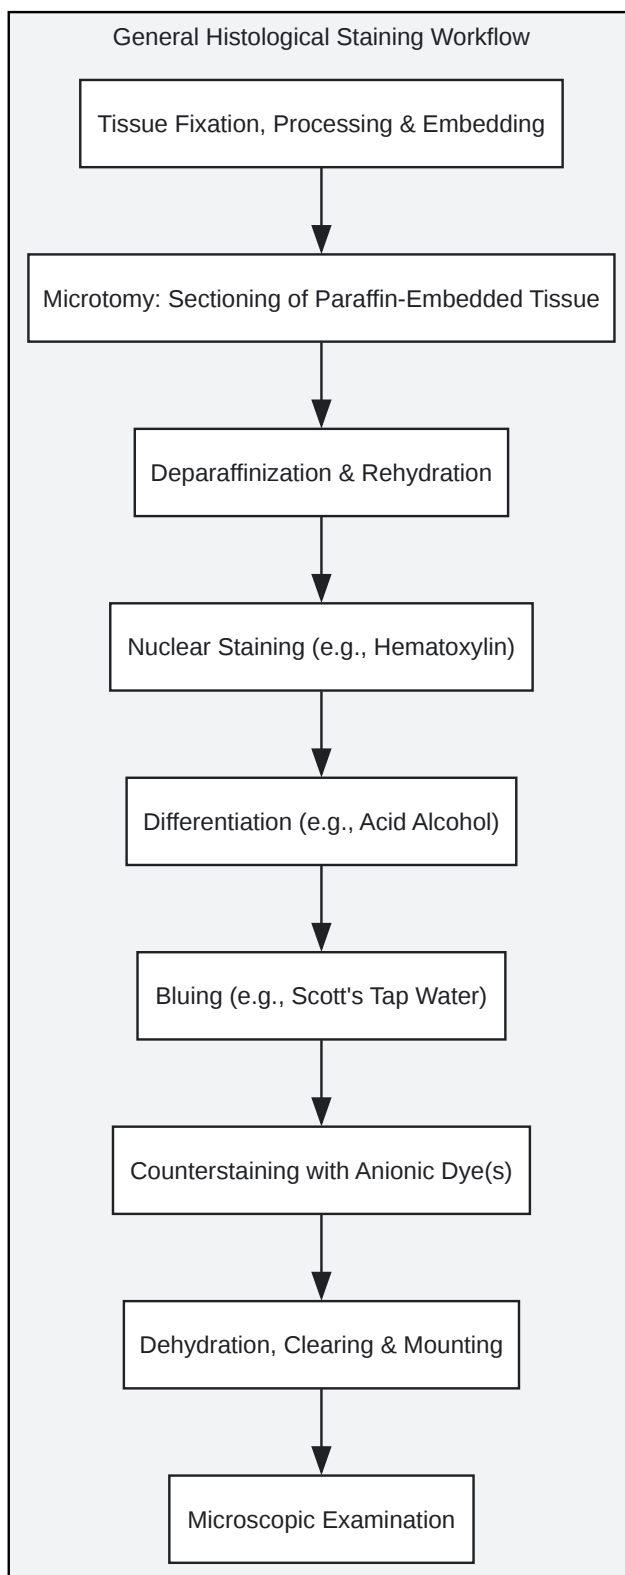 General Histological Staining Workflow
Tissue Fixation, Processing & Embedding
Microtomy: Sectioning of Paraffin-Embedded Tissue
Deparaffinization & Rehydration
Nuclear Staining (e.g., Hematoxylin)
Differentiation (e.g., Acid Alcohol)
Bluing (e.g., Scott's Tap Water)
Counterstaining with Anionic Dye(s)
Dehydration, Clearing & Mounting
Microscopic Examination